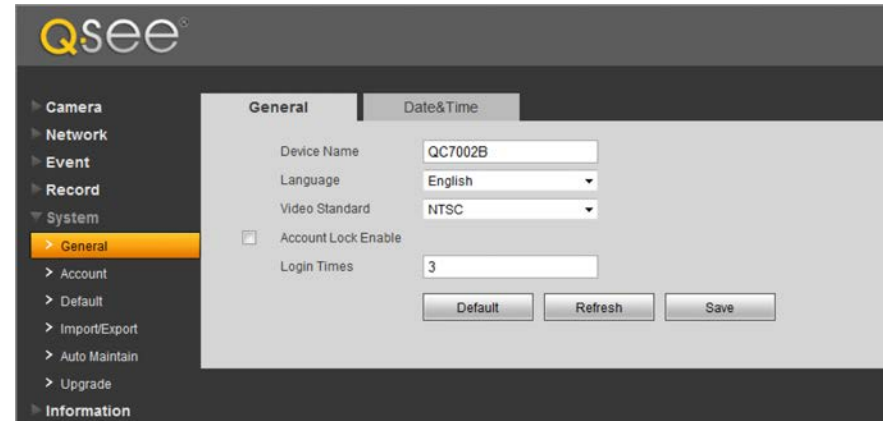 Q.See®
Camera
Network
Event
Record
System
General
Account
Default
Import/Export
Auto Maintain
Upgrade
Information
General Date&Time
Device Name QC7002B
Language English
Video Standard NTSC
Account Lock Enable
Login Times 3
Default Refresh Save